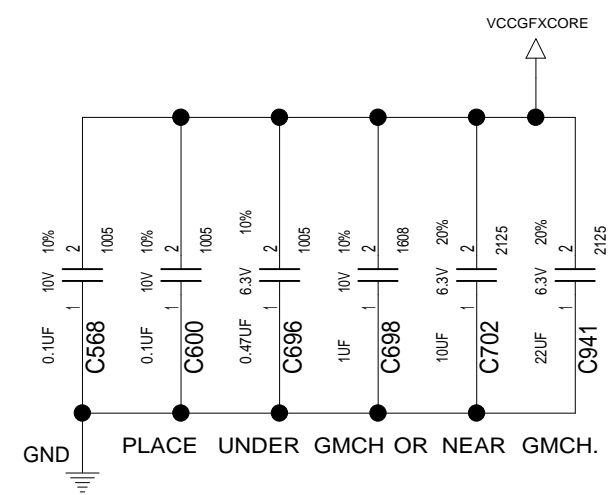 VCCGFXCORE
0.1UF 10V 10% 1 2 1005 C568
0.1UF 10V 10% 1 2 1005 C600
0.47UF 6.3V 10% 1 2 1005 C696
1UF 10V 10% 1 2 1608 C698
10UF 6.3V 20% 1 2 2125 C702
22UF 6.3V 20% 1 2 2125 C941
GND
PLACE UNDER GMCH OR NEAR GMCH.